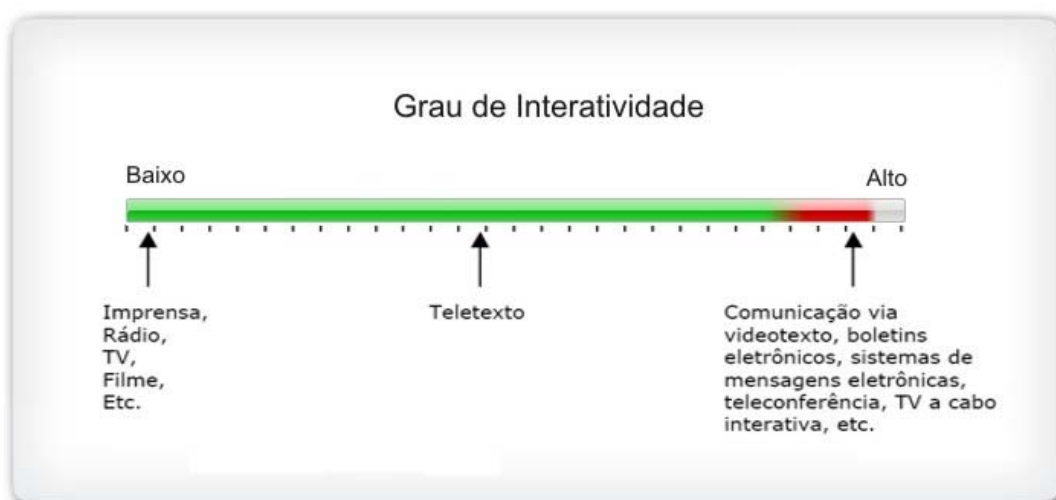 Grau de Interatividade
Baixo
Alto
Imprensa,
Rádio,
TV,
Filme,
Etc.
Teletexto
Comunicação via
videotexto, boletins
eletrônicos, sistemas de
mensagens eletrônicas,
teleconferência, TV a cabo
interativa, etc.